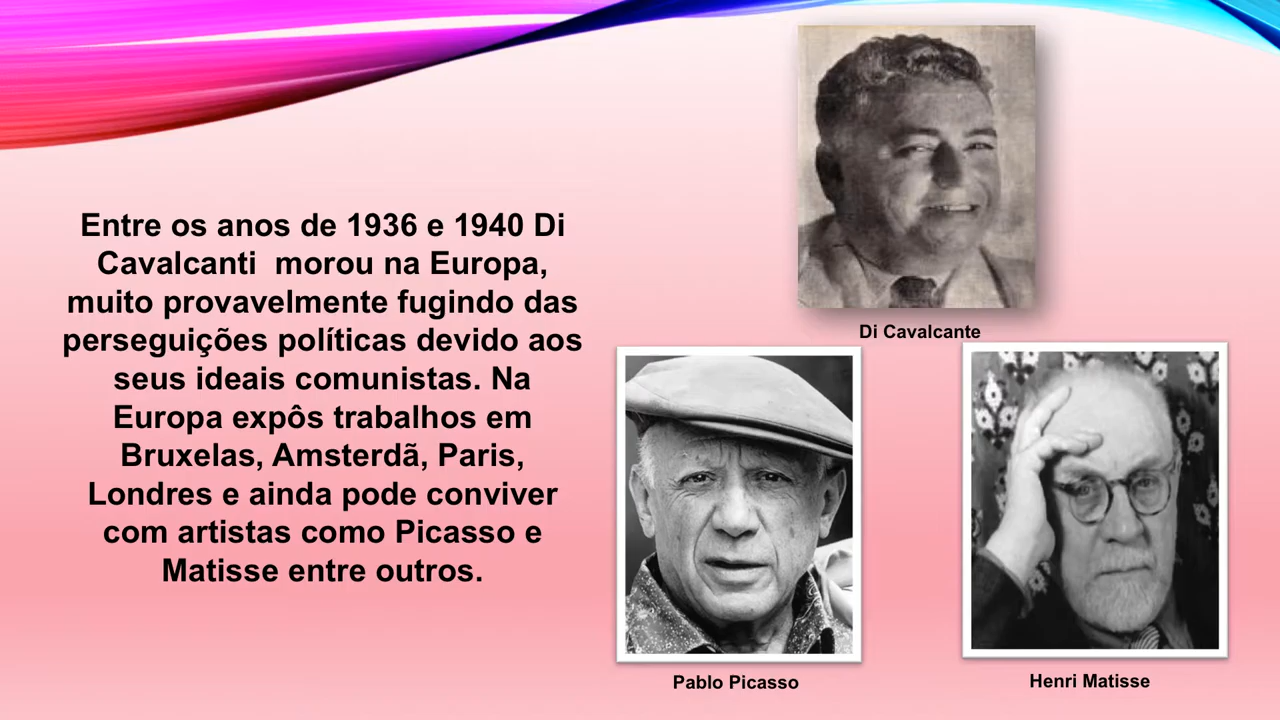 Entre os anos de 1936 e 1940 Di
Cavalcanti  morou na Europa,
muito provavelmente fugindo das
perseguições políticas devido aos
seus ideais comunistas. Na
Europa expôs trabalhos em
Bruxelas, Amsterdã, Paris,
Londres e ainda pode conviver
com artistas como Picasso e
Matisse entre outros.
Di Cavalcante
Pablo Picasso
Henri Matisse